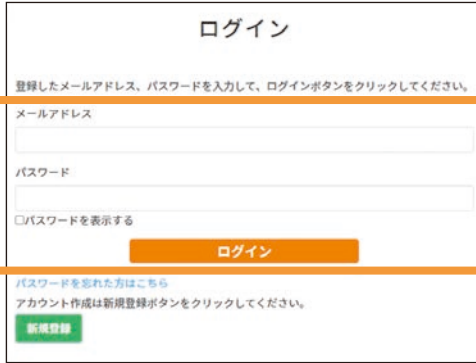 ログイン
登録したメールアドレス、パスワードを入力して、ログインボタンをクリックしてください。
メールアドレス
パスワード
□パスワードを表示する
ログイン
パスワードを忘れた方はこちら
アカウント作成は新規登録ボタンをクリックしてください。
新規登録